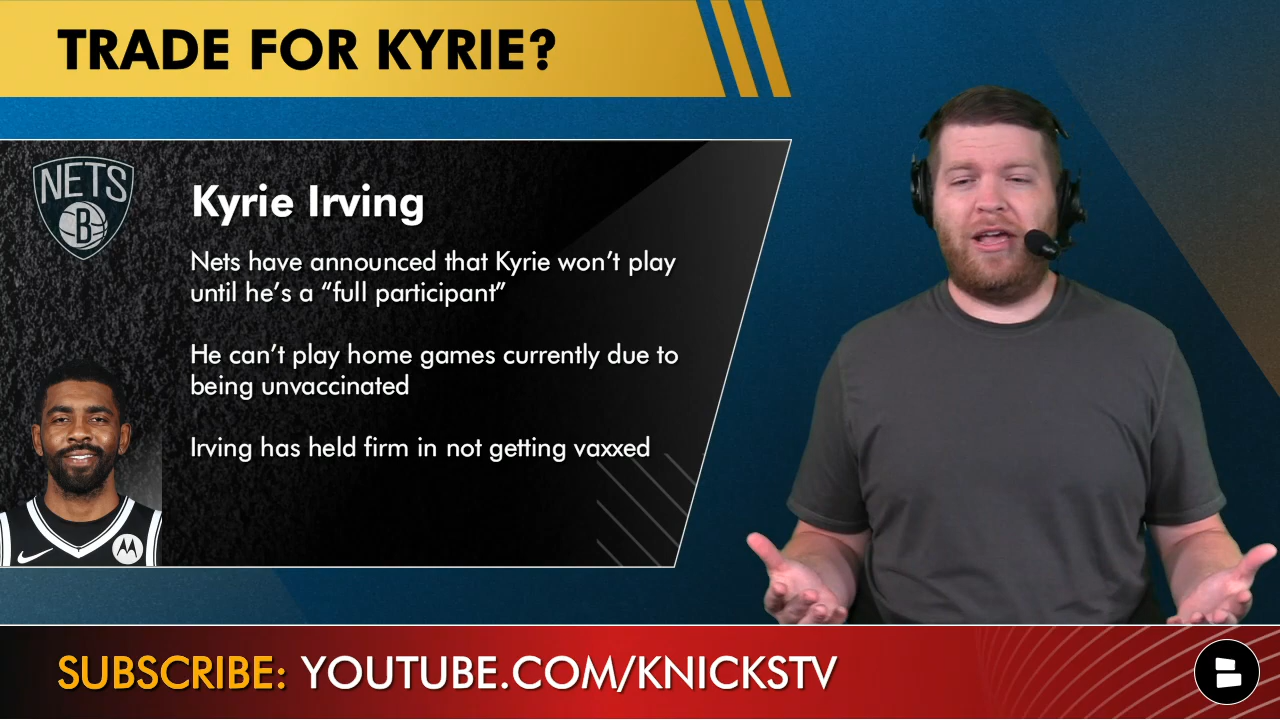 TRADE FOR KYRIE?
NETS
B
Kyrie Irving
Nets have announced that Kyrie won’t play
until he’s a “full participant”
He can’t play home games currently due to
being unvaccinated
Irving has held firm in not getting vaxxed
SUBSCRIBE: YOUTUBE.COM/KNICKSTV